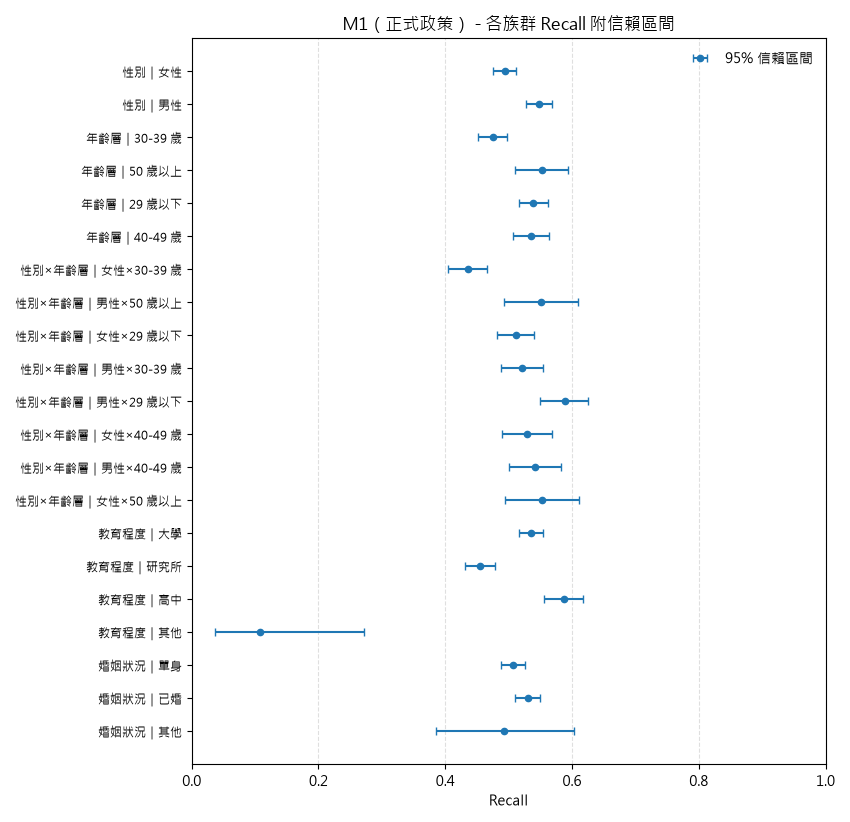 M1（正式政策） - 各族群 Recall 附信賴區間
95% 信賴區間
性別｜女性
性別｜男性
年齡層｜30-39 歲
年齡層｜50 歲以上
年齡層｜29 歲以下
年齡層｜40-49 歲
性別×年齡層｜女性×30-39 歲
性別×年齡層｜男性×50 歲以上
性別×年齡層｜女性×29 歲以下
性別×年齡層｜男性×30-39 歲
性別×年齡層｜男性×29 歲以下
性別×年齡層｜女性×40-49 歲
性別×年齡層｜男性×40-49 歲
性別×年齡層｜女性×50 歲以上
教育程度｜大學
教育程度｜研究所
教育程度｜高中
教育程度｜其他
婚姻狀況｜單身
婚姻狀況｜已婚
婚姻狀況｜其他
0.0 0.2 0.4 0.6 0.8 1.0
Recall